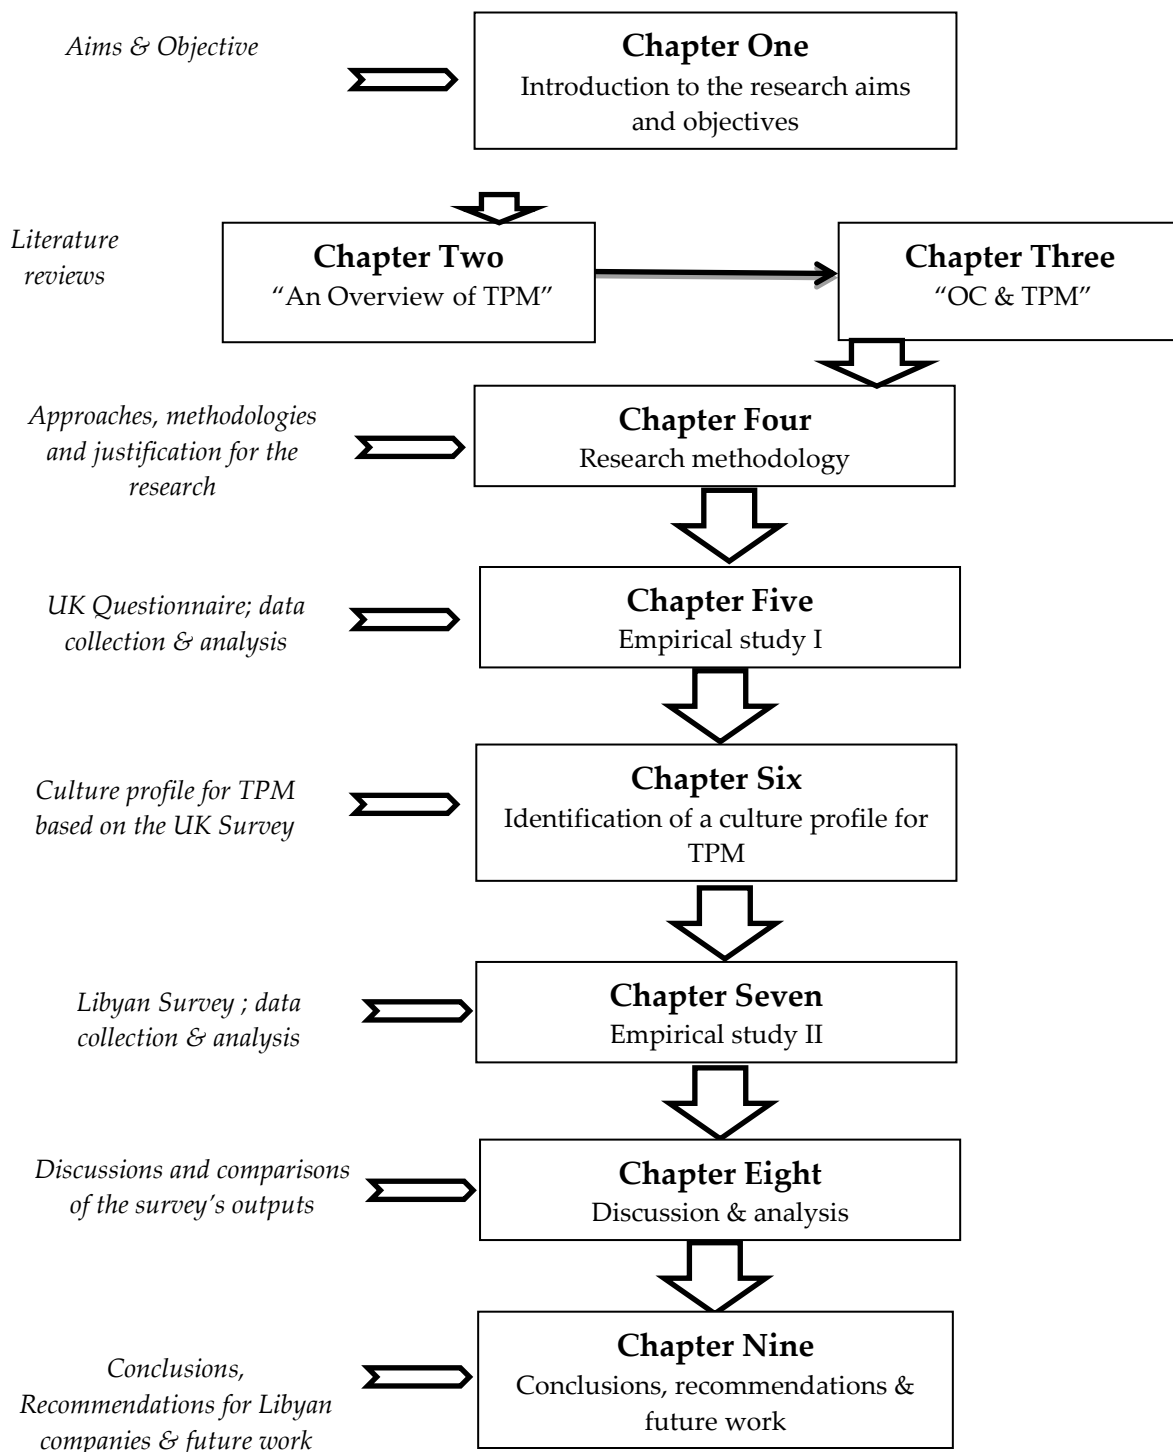 Aims & Objective
Chapter One
Introduction to the research aims
and objectives
Literature
reviews
Chapter Two
“An Overview of TPM”
Chapter Three
“OC & TPM”
Approaches, methodologies
and justification for the
research
Chapter Four
Research methodology
UK Questionnaire; data
collection & analysis
Chapter Five
Empirical study I
Culture profile for TPM
based on the UK Survey
Chapter Six
Identification of a culture profile for
TPM
Libyan Survey ; data
collection & analysis
Chapter Seven
Empirical study II
Discussions and comparisons
of the survey’s outputs
Chapter Eight
Discussion & analysis
Conclusions,
Recommendations for Libyan
companies & future work
Chapter Nine
Conclusions, recommendations &
future work